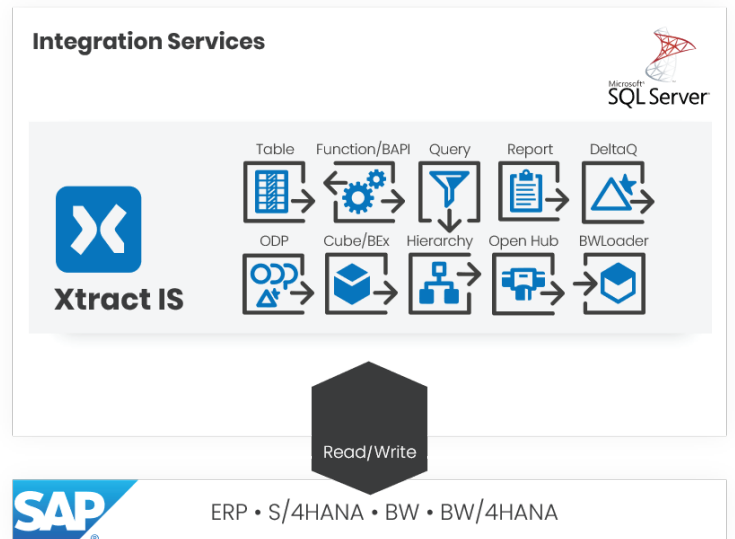 Integration Services
Microsoft®
SQL Server
Table Function/BAPI Query Report DeltaQ
ODP Cube/BEx Hierarchy Open Hub BWLoader
ODP
Xtract IS
Read/Write
SAP
®
ERP • S/4HANA • BW • BW/4HANA